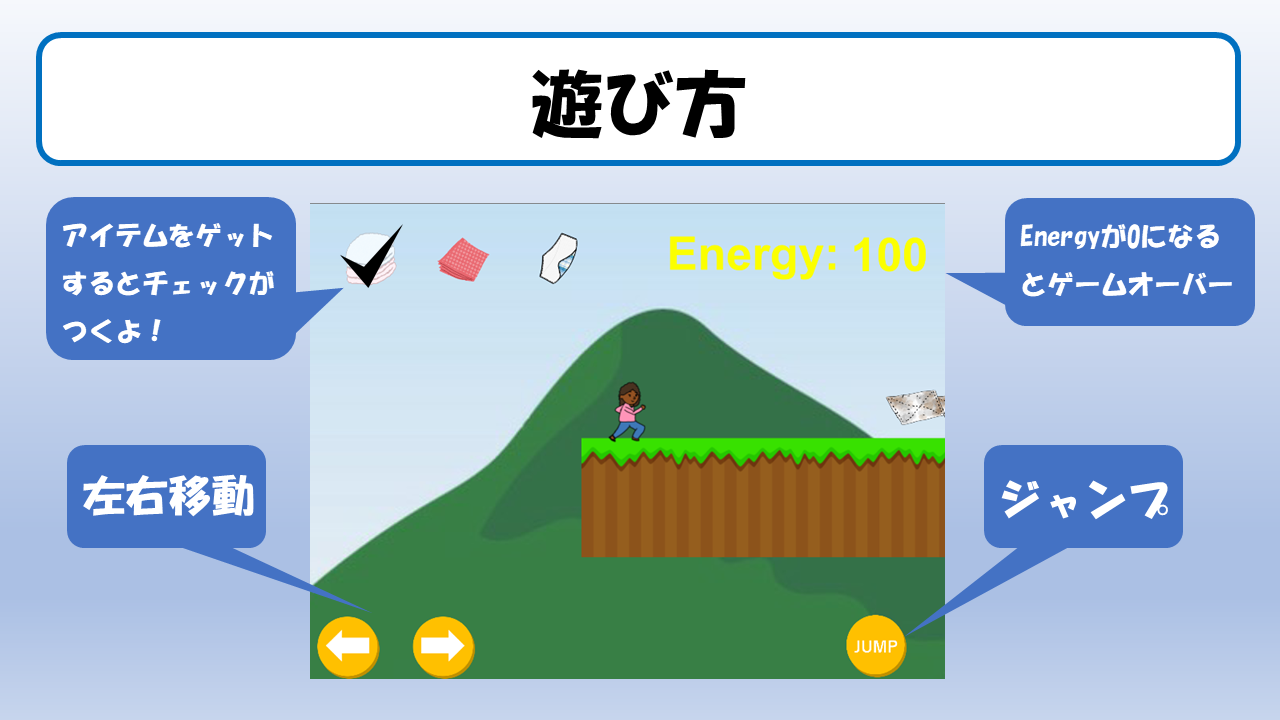 遊び方
アイテムをゲット
するとチェックが
つくよ！
Energy: 100
Energyが0になる
とゲームオーバー
左右移動
ジャンプ
JUMP